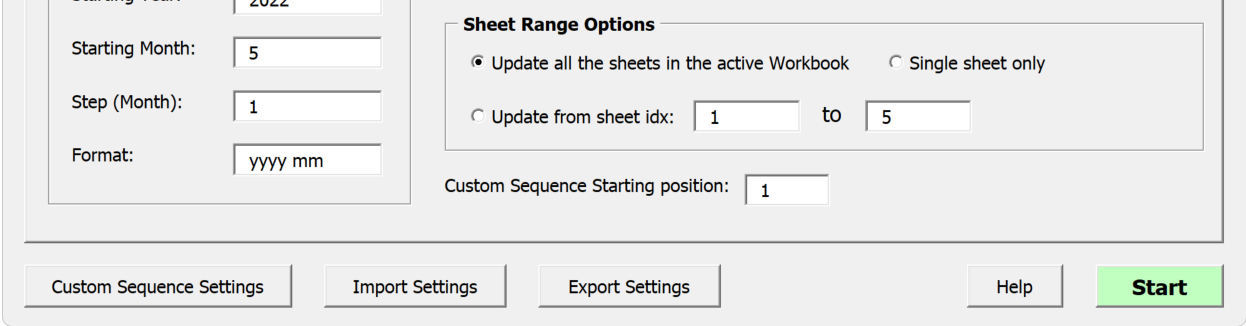 Starting Year: 2022
Starting Month: 5
Step (Month): 1
Format: yyyy mm
Sheet Range Options
Update all the sheets in the active Workbook Single sheet only
Update from sheet idx: 1 to 5
Custom Sequence Starting position: 1
Custom Sequence Settings Import Settings Export Settings Help Start